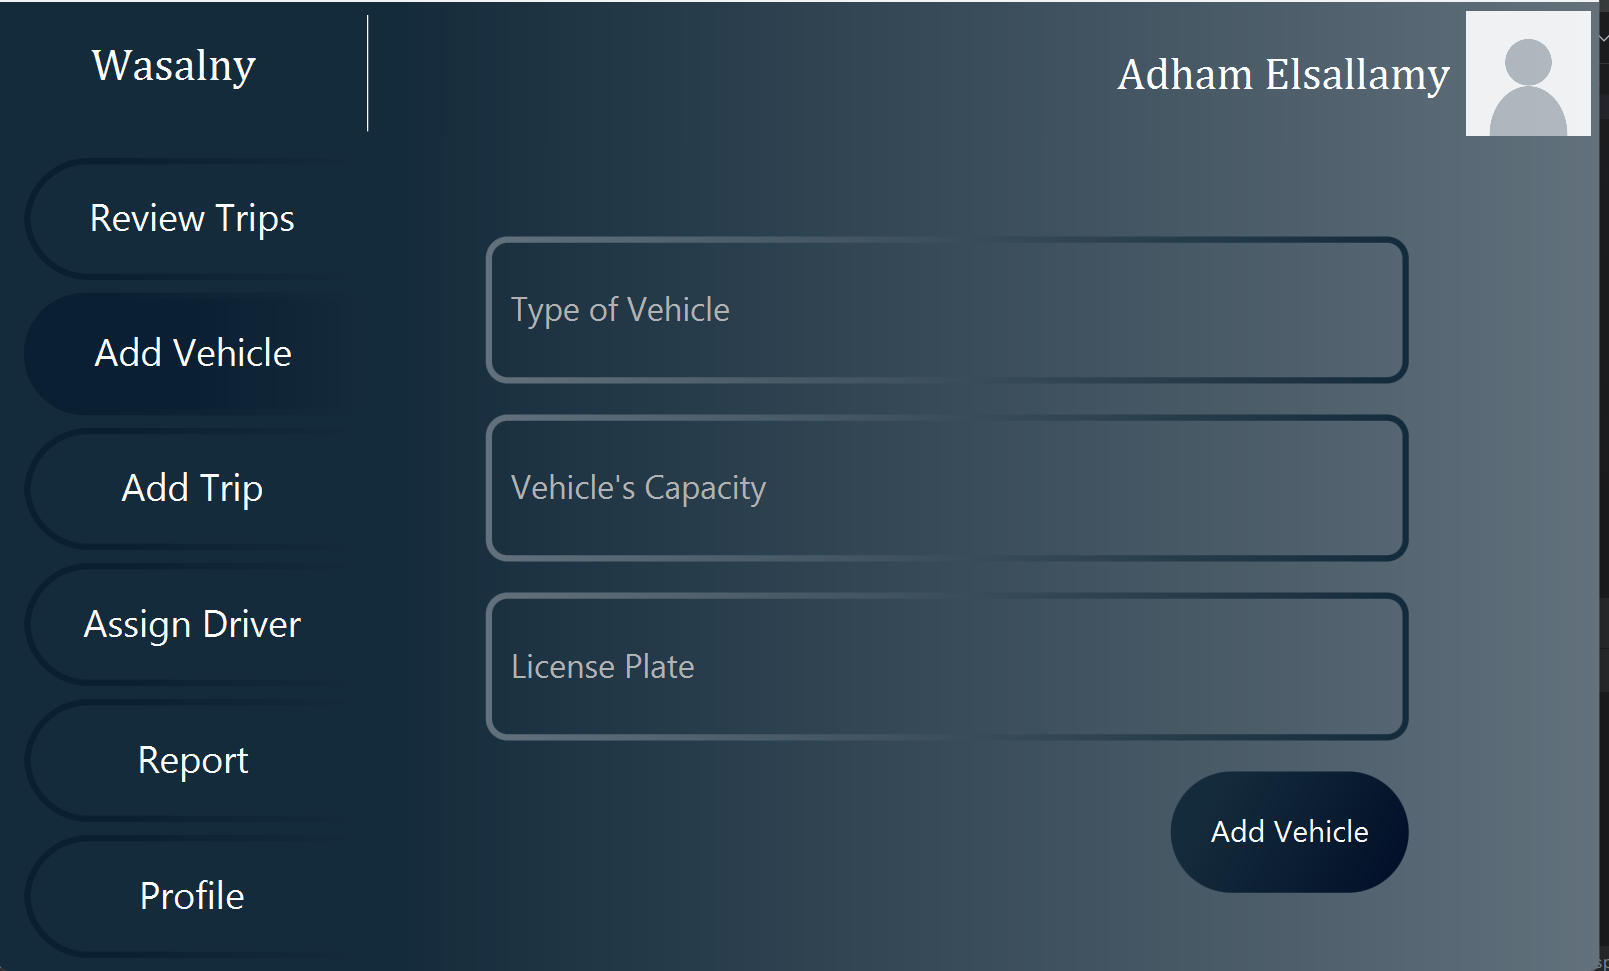 Wasalny
Adham Elsallamy
Review Trips
Add Vehicle
Add Trip
Assign Driver
Report
Profile
Type of Vehicle
Vehicle's Capacity
License Plate
Add Vehicle